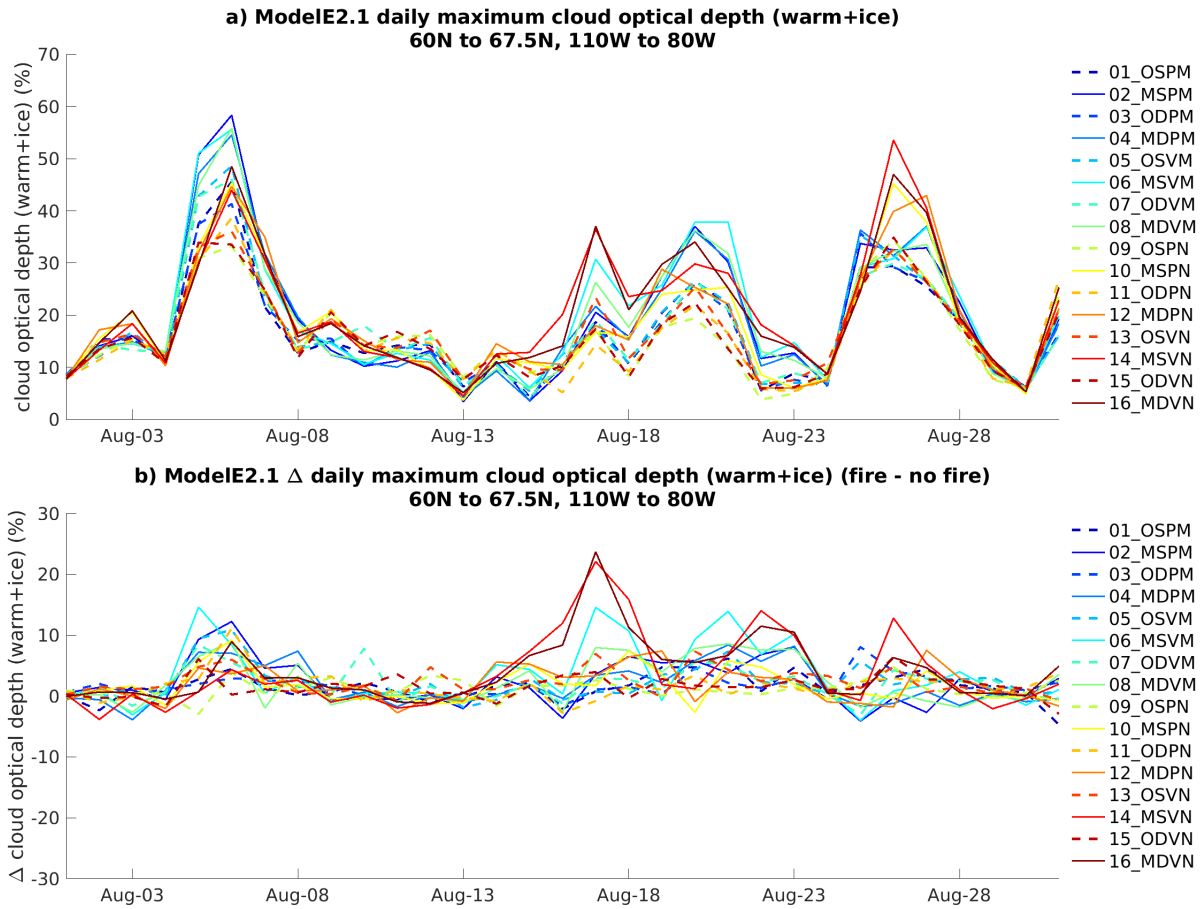 a) ModelE2.1 daily maximum cloud optical depth (warm+ice)
60N to 67.5N, 110W to 80W
cloud optical depth (warm+ice) (%)
70
60
50
40
30
20
10
0
Aug-03
Aug-08
Aug-13
Aug-18
Aug-23
Aug-28
01_OSPM
02_MSPM
03_ODPM
04_MDPM
05_OSVM
06_MSVM
07_ODVM
08_MDVM
09_OSPN
10_MSPN
11_ODPN
12_MDPN
13_OSVN
14_MSVN
15_ODVN
16_MDVN
b) ModelE2.1 Δ daily maximum cloud optical depth (warm+ice) (fire - no fire)
60N to 67.5N, 110W to 80W
Δ cloud optical depth (warm+ice) (%)
30
20
10
0
-10
-20
-30
Aug-03
Aug-08
Aug-13
Aug-18
Aug-23
Aug-28
01_OSPM
02_MSPM
03_ODPM
04_MDPM
05_OSVM
06_MSVM
07_ODVM
08_MDVM
09_OSPN
10_MSPN
11_ODPN
12_MDPN
13_OSVN
14_MSVN
15_ODVN
16_MDVN